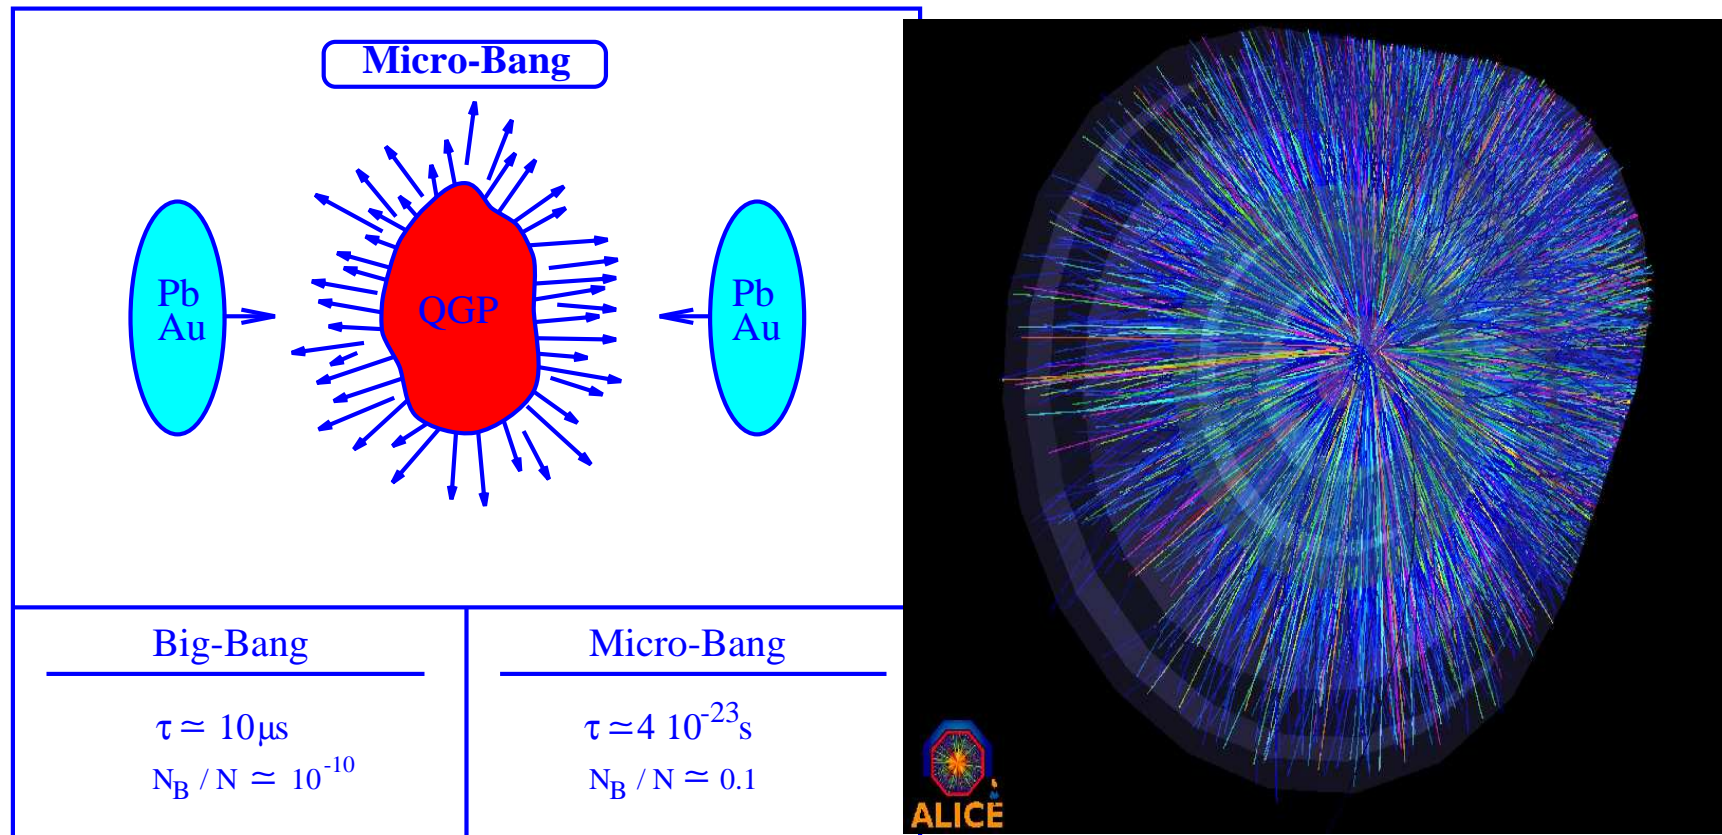 Micro-Bang
Pb
Au
QGP
Pb
Au
Big-Bang
τ ≃ 10μs
N_B / N ≃ 10^-10
Micro-Bang
τ ≃ 4 10^-23 s
N_B / N ≃ 0.1
ALICE